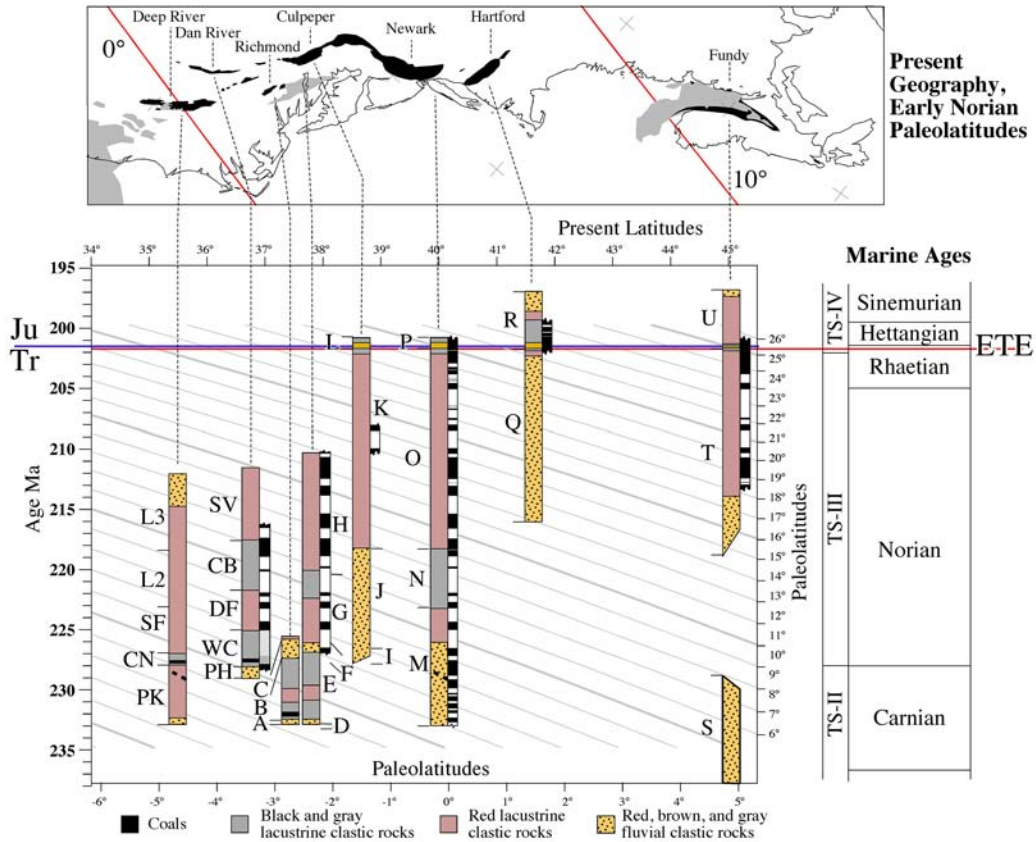 Deep River
Dan River
Richmond
Culpeper
Newark
Hartford
Fundy
0°
10°
Present
Geography,
Early Norian
Paleolatitudes
Present Latitudes
34° 35° 36° 37° 38° 39° 40° 41° 42° 43° 44° 45°
Marine Ages
Age Ma
195
200
205
210
215
220
225
230
235
Ju
Tr
ETE
L3
L2
SF
CN
PK
SV
CB
DF
WC
PH
C
B
A
H
G
F
E
D
L
K
J
I
P
O
N
M
R
Q
U
T
S
26°
25°
24°
23°
22°
21°
20°
19°
18°
17°
16°
15°
14°
13°
12°
11°
10°
9°
8°
7°
6°
Paleolatitudes
TS-IV
TS-III
TS-II
Sinemurian
Hettangian
Rhaetian
Norian
Carnian
Paleolatitudes
-6° -5° -4° -3° -2° -1° 0° 1° 2° 3° 4° 5°
Coals
Black and gray
lacustrine clastic rocks
Red lacustrine
clastic rocks
Red, brown, and gray
fluvial clastic rocks